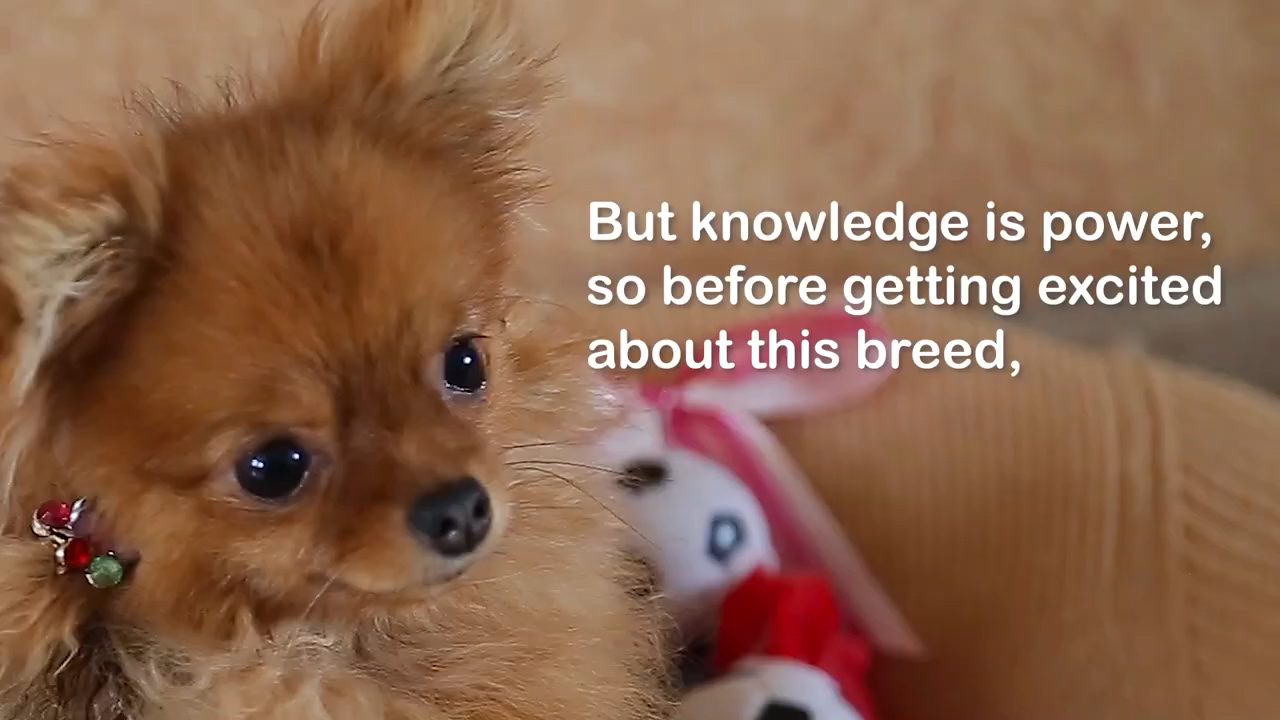 But knowledge is power,
so before getting excited
about this breed,